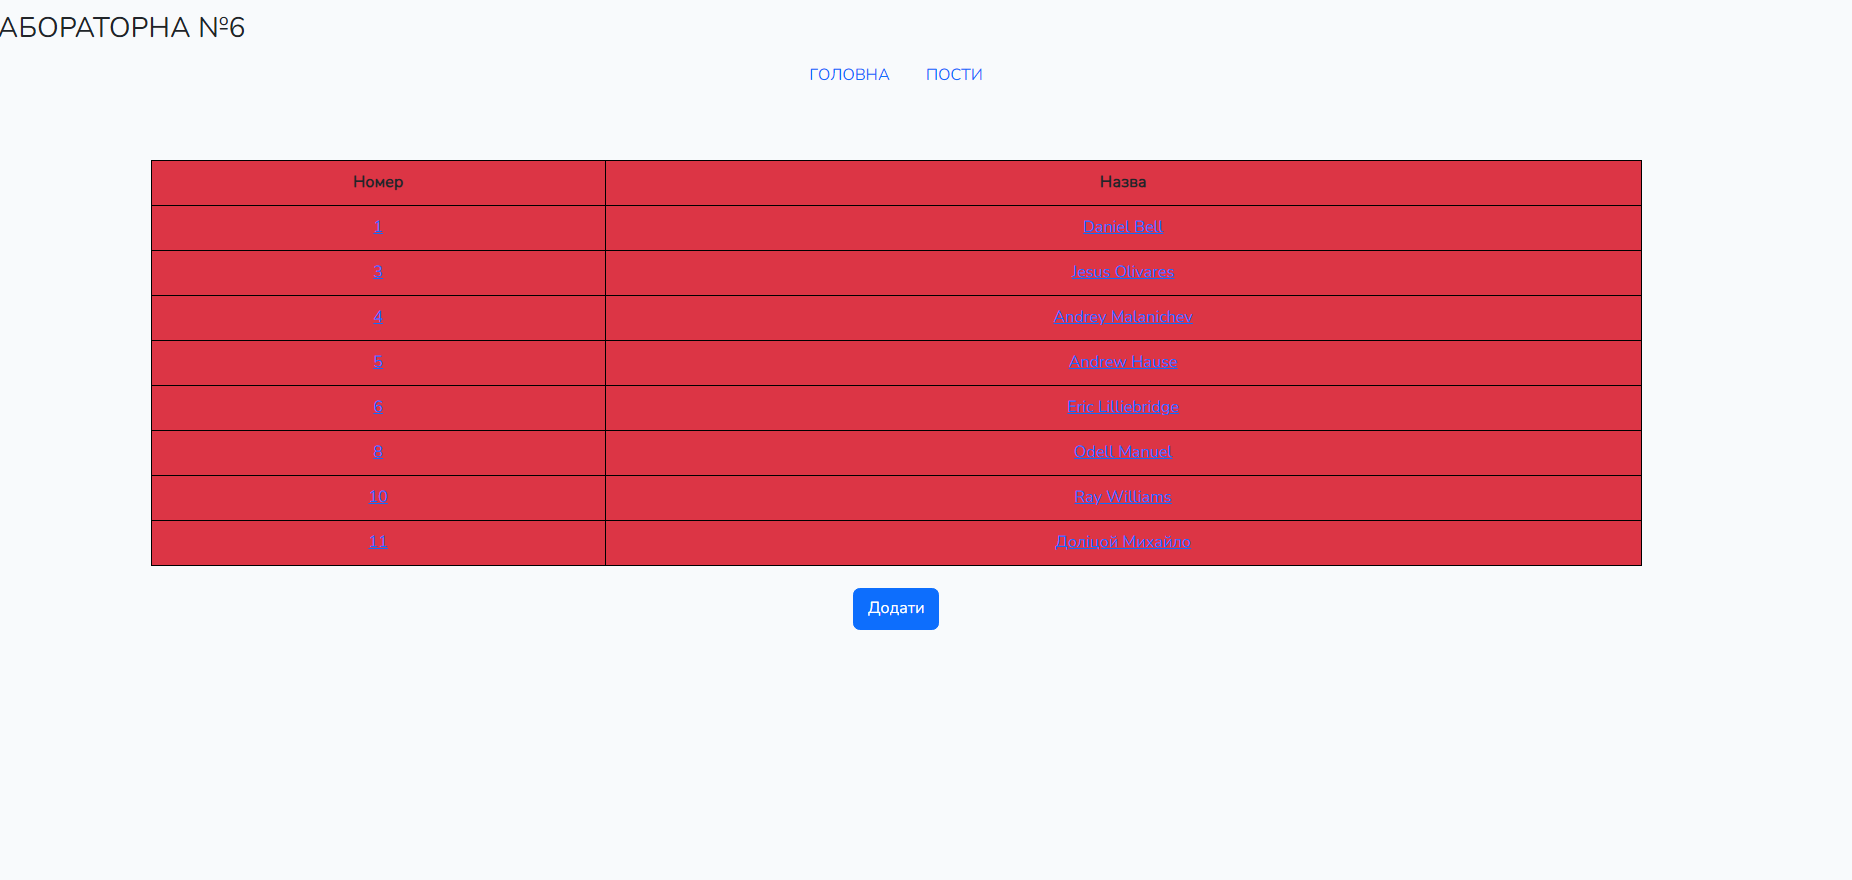 АБОРАТОРНА №6
ГОЛОВНА ПОСТИ
Номер Назва
1 Daniel Bell
3 Jesus Olivares
4 Andrey Malanichev
5 Andrew Hause
6 Eric Lilliebridge
8 Odell Manuel
10 Ray Williams
11 Доліцой Михайло
Додати